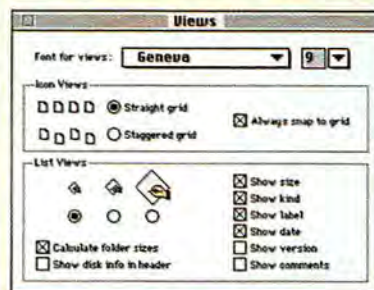 Views
Font for views: Geneva 9
Icon Views
Straight grid
Staggered grid
Always snap to grid
List Views
Show size
Show kind
Show label
Show date
Calculate folder sizes
Show version
Show disk info in header
Show comments